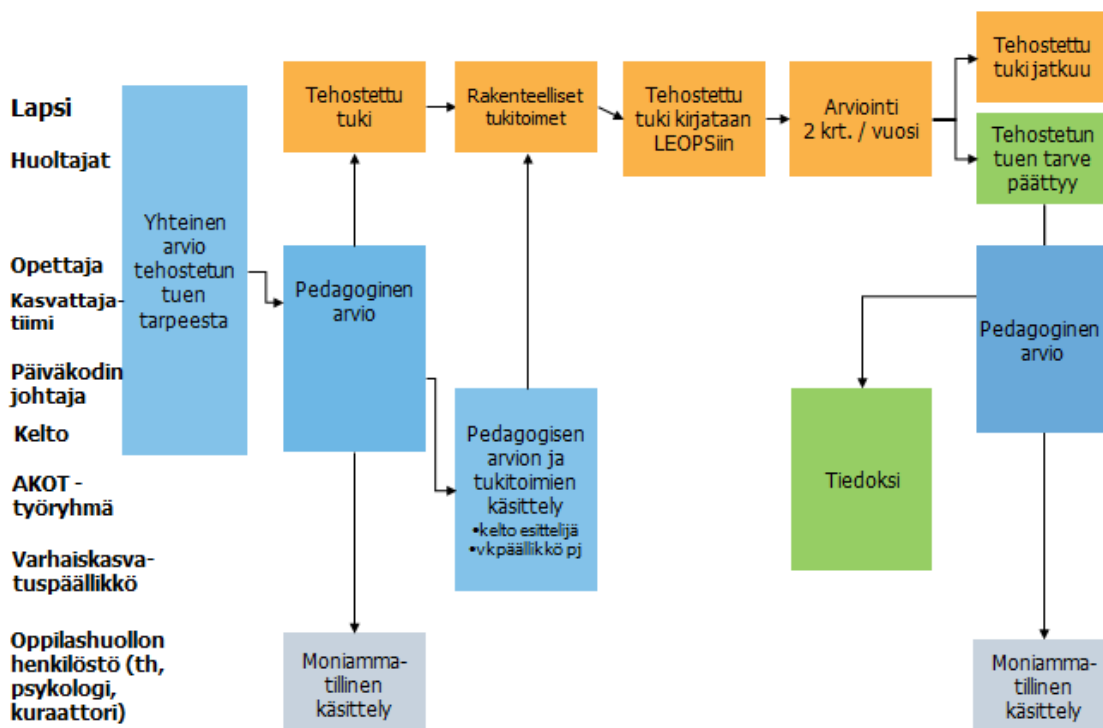 Lapsi
Huoltajat
Opettaja
Kasvattaja-
tiimi
Päiväkodin
johtaja
Kelto
AKOT -
työryhmä
Varhaiskasva-
tuspäällikkö
Oppilashuollon
henkilöstö (th,
psykologi,
kuraattori)
Yhteinen
arvio
tehostetun
tuen
tarpeesta
Tehostettu
tuki
Pedagoginen
arvio
Moniamma-
tillinen
käsittely
Rakenteelliset
tukitoimet
Pedagogisen
arvion ja
tukitoimien
käsittely
•kelto esittelijä
•vkpäällikkö pj
Tehostettu
tuki kirjataan
LEOPSiin
Arviointi
2 krt. / vuosi
Tehostettu
tuki jatkuu
Tehostetun
tuen tarve
päättyy
Pedagoginen
arvio
Tiedoksi
Moniamma-
tillinen
käsittely